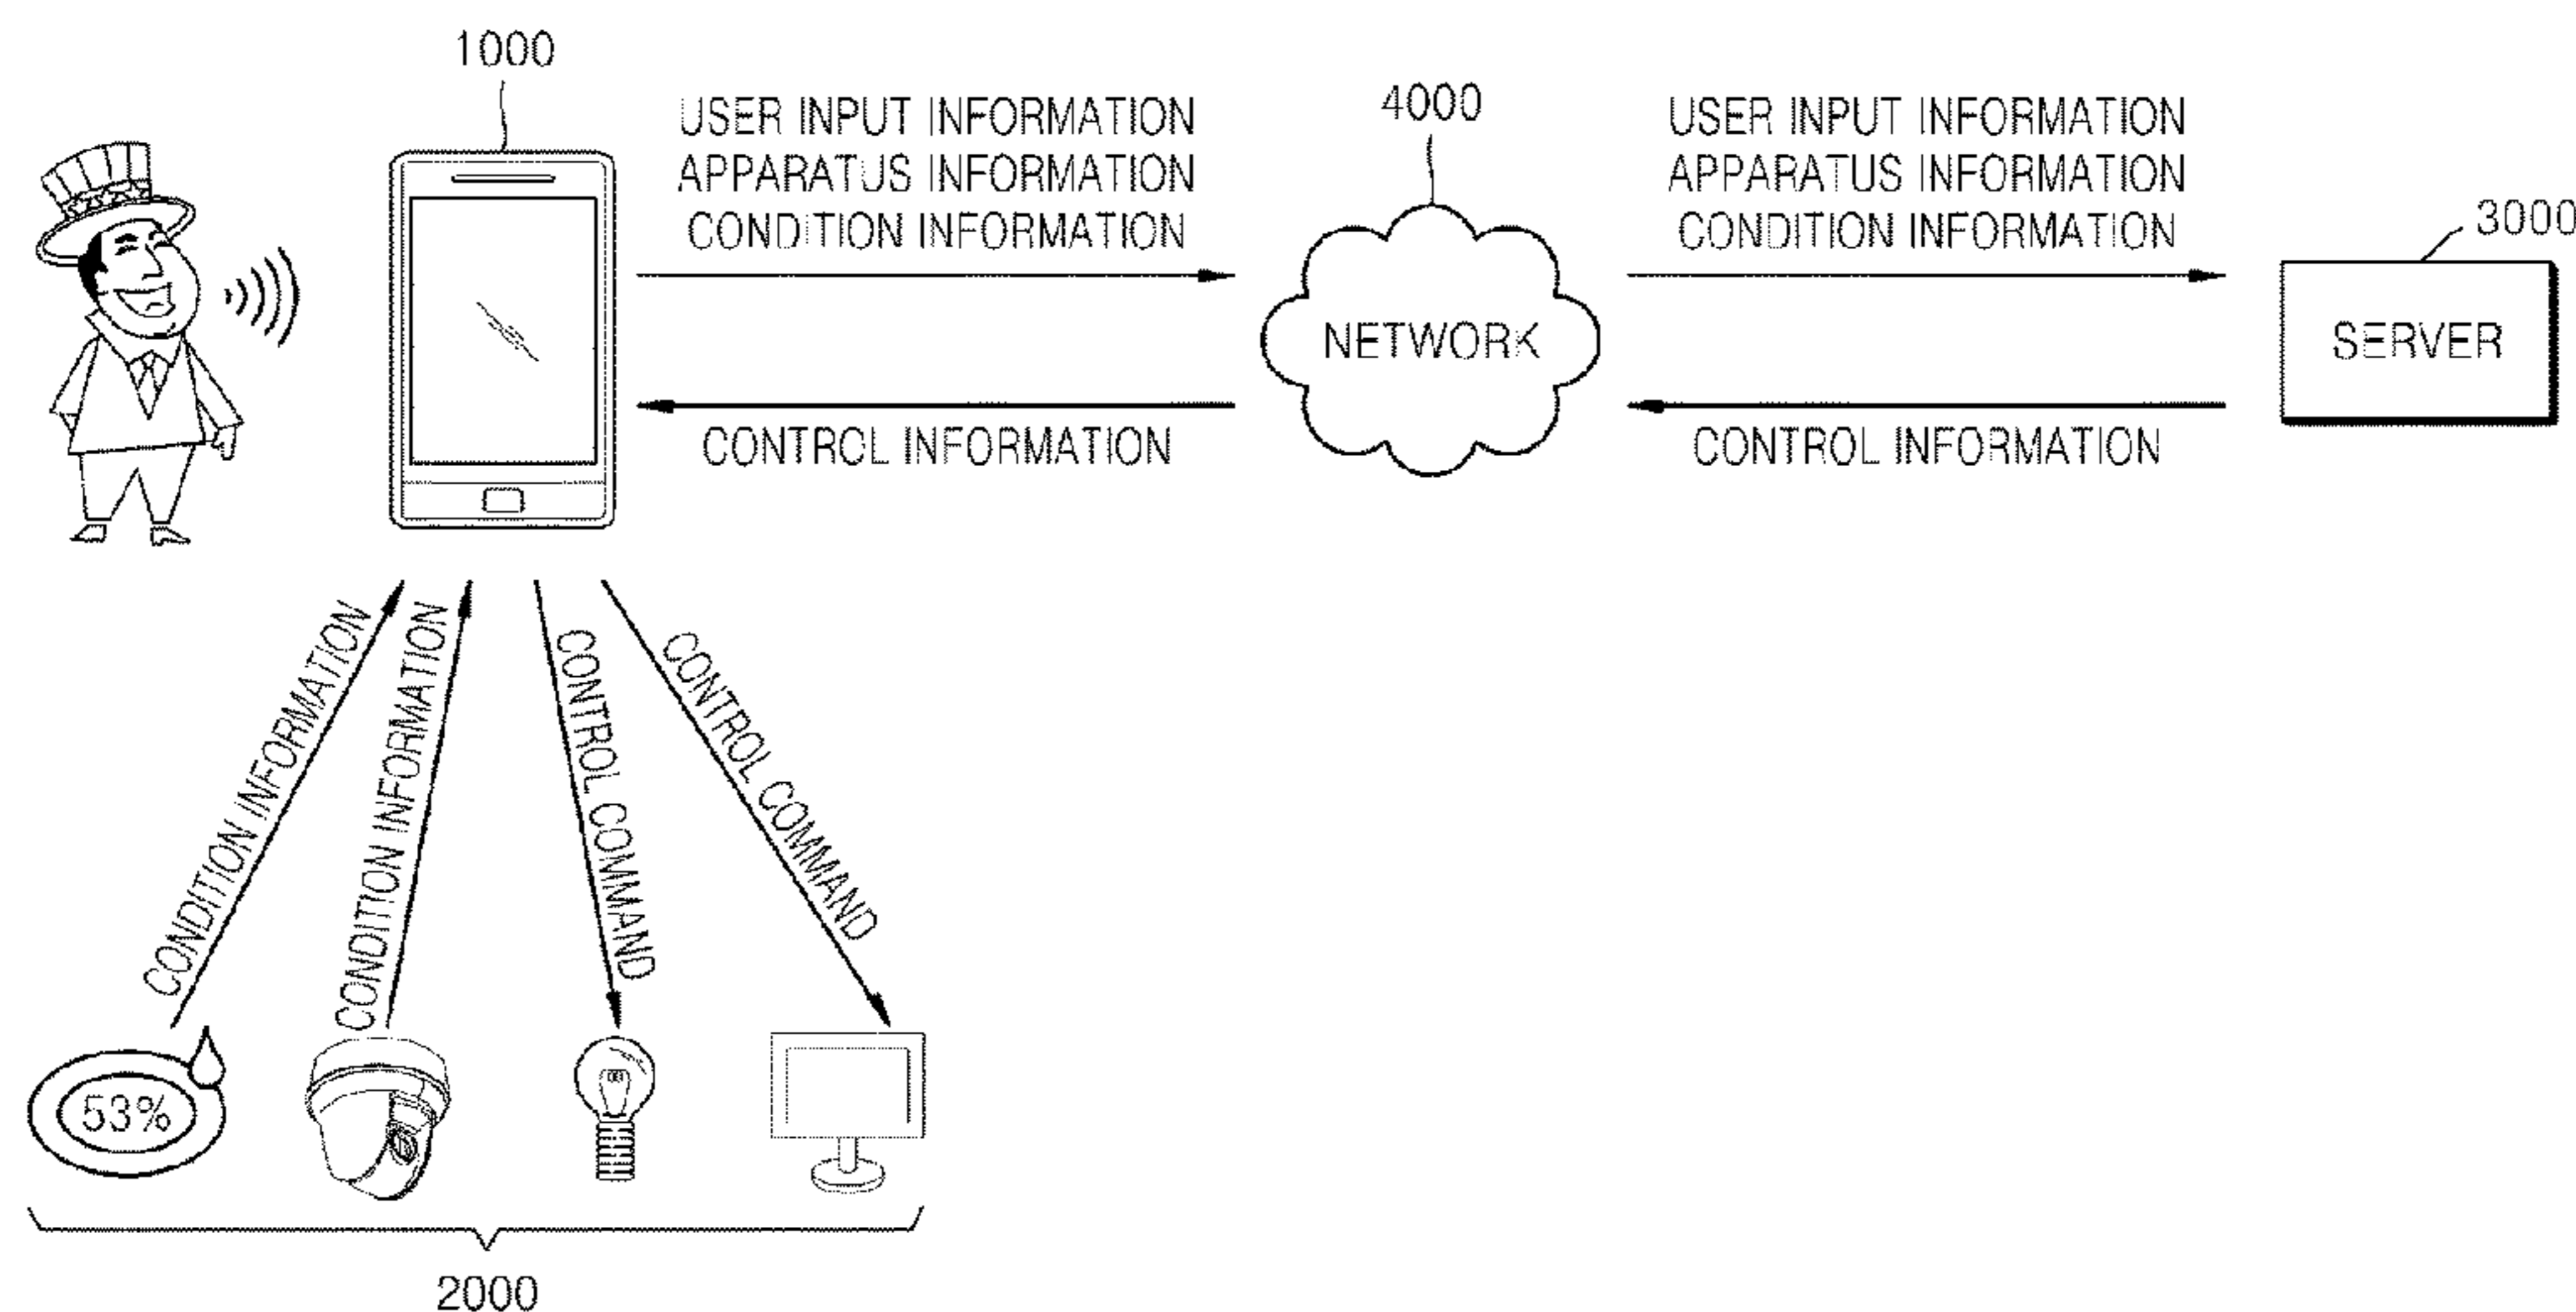 1000
USER INPUT INFORMATION
APPARATUS INFORMATION
CONDITION INFORMATION
4000
USER INPUT INFORMATION
APPARATUS INFORMATION
CONDITION INFORMATION
3000
NETWORK
SERVER
CONTROL INFORMATION
CONTROL INFORMATION
CONDITION INFORMATION
CONDITION INFORMATION
CONTROL COMMAND
CONTROL COMMAND
53%
2000